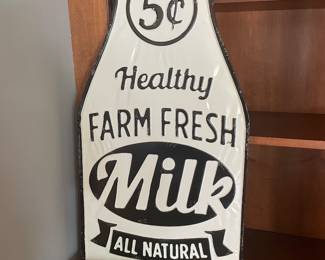 5¢
Healthy
FARM FRESH
Milk
ALL NATURAL